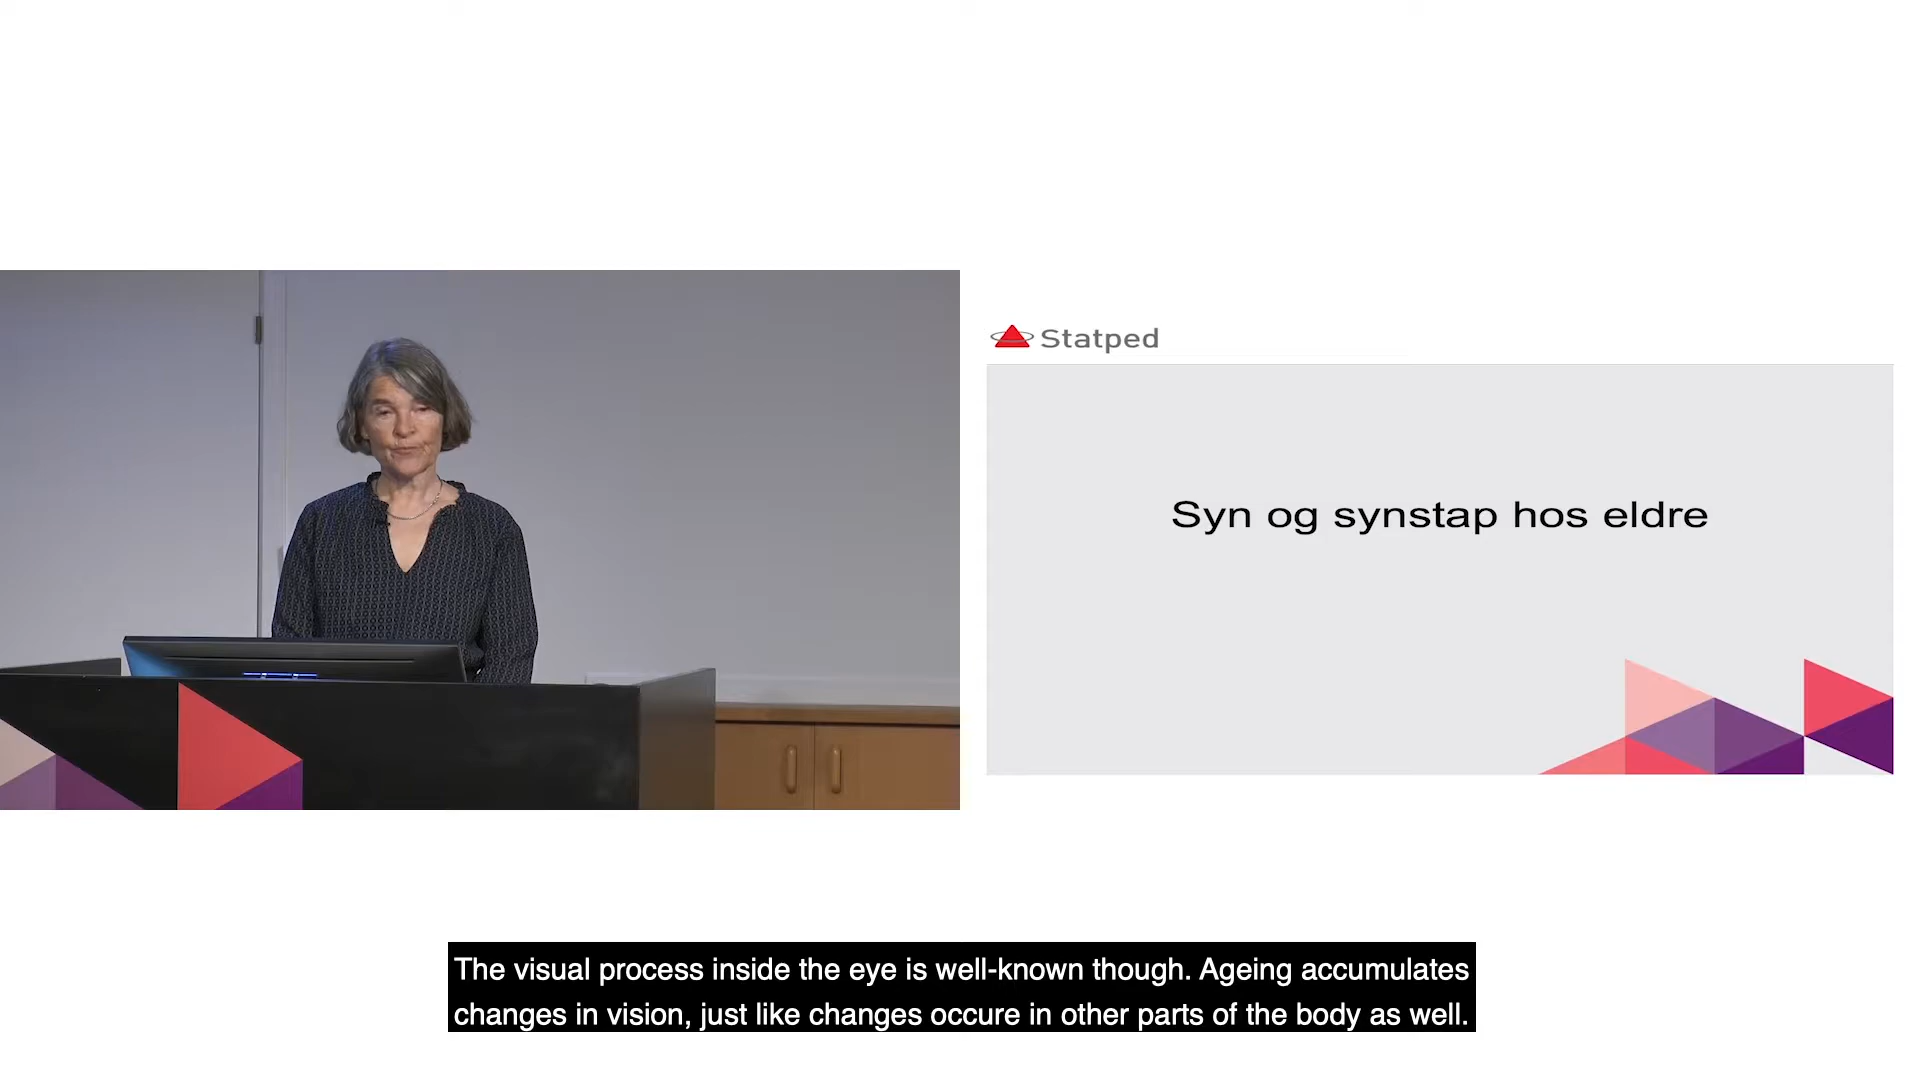 Statped
Syn og synstap hos eldre
The visual process inside the eye is well-known though. Ageing accumulates
changes in vision, just like changes occure in other parts of the body as well.